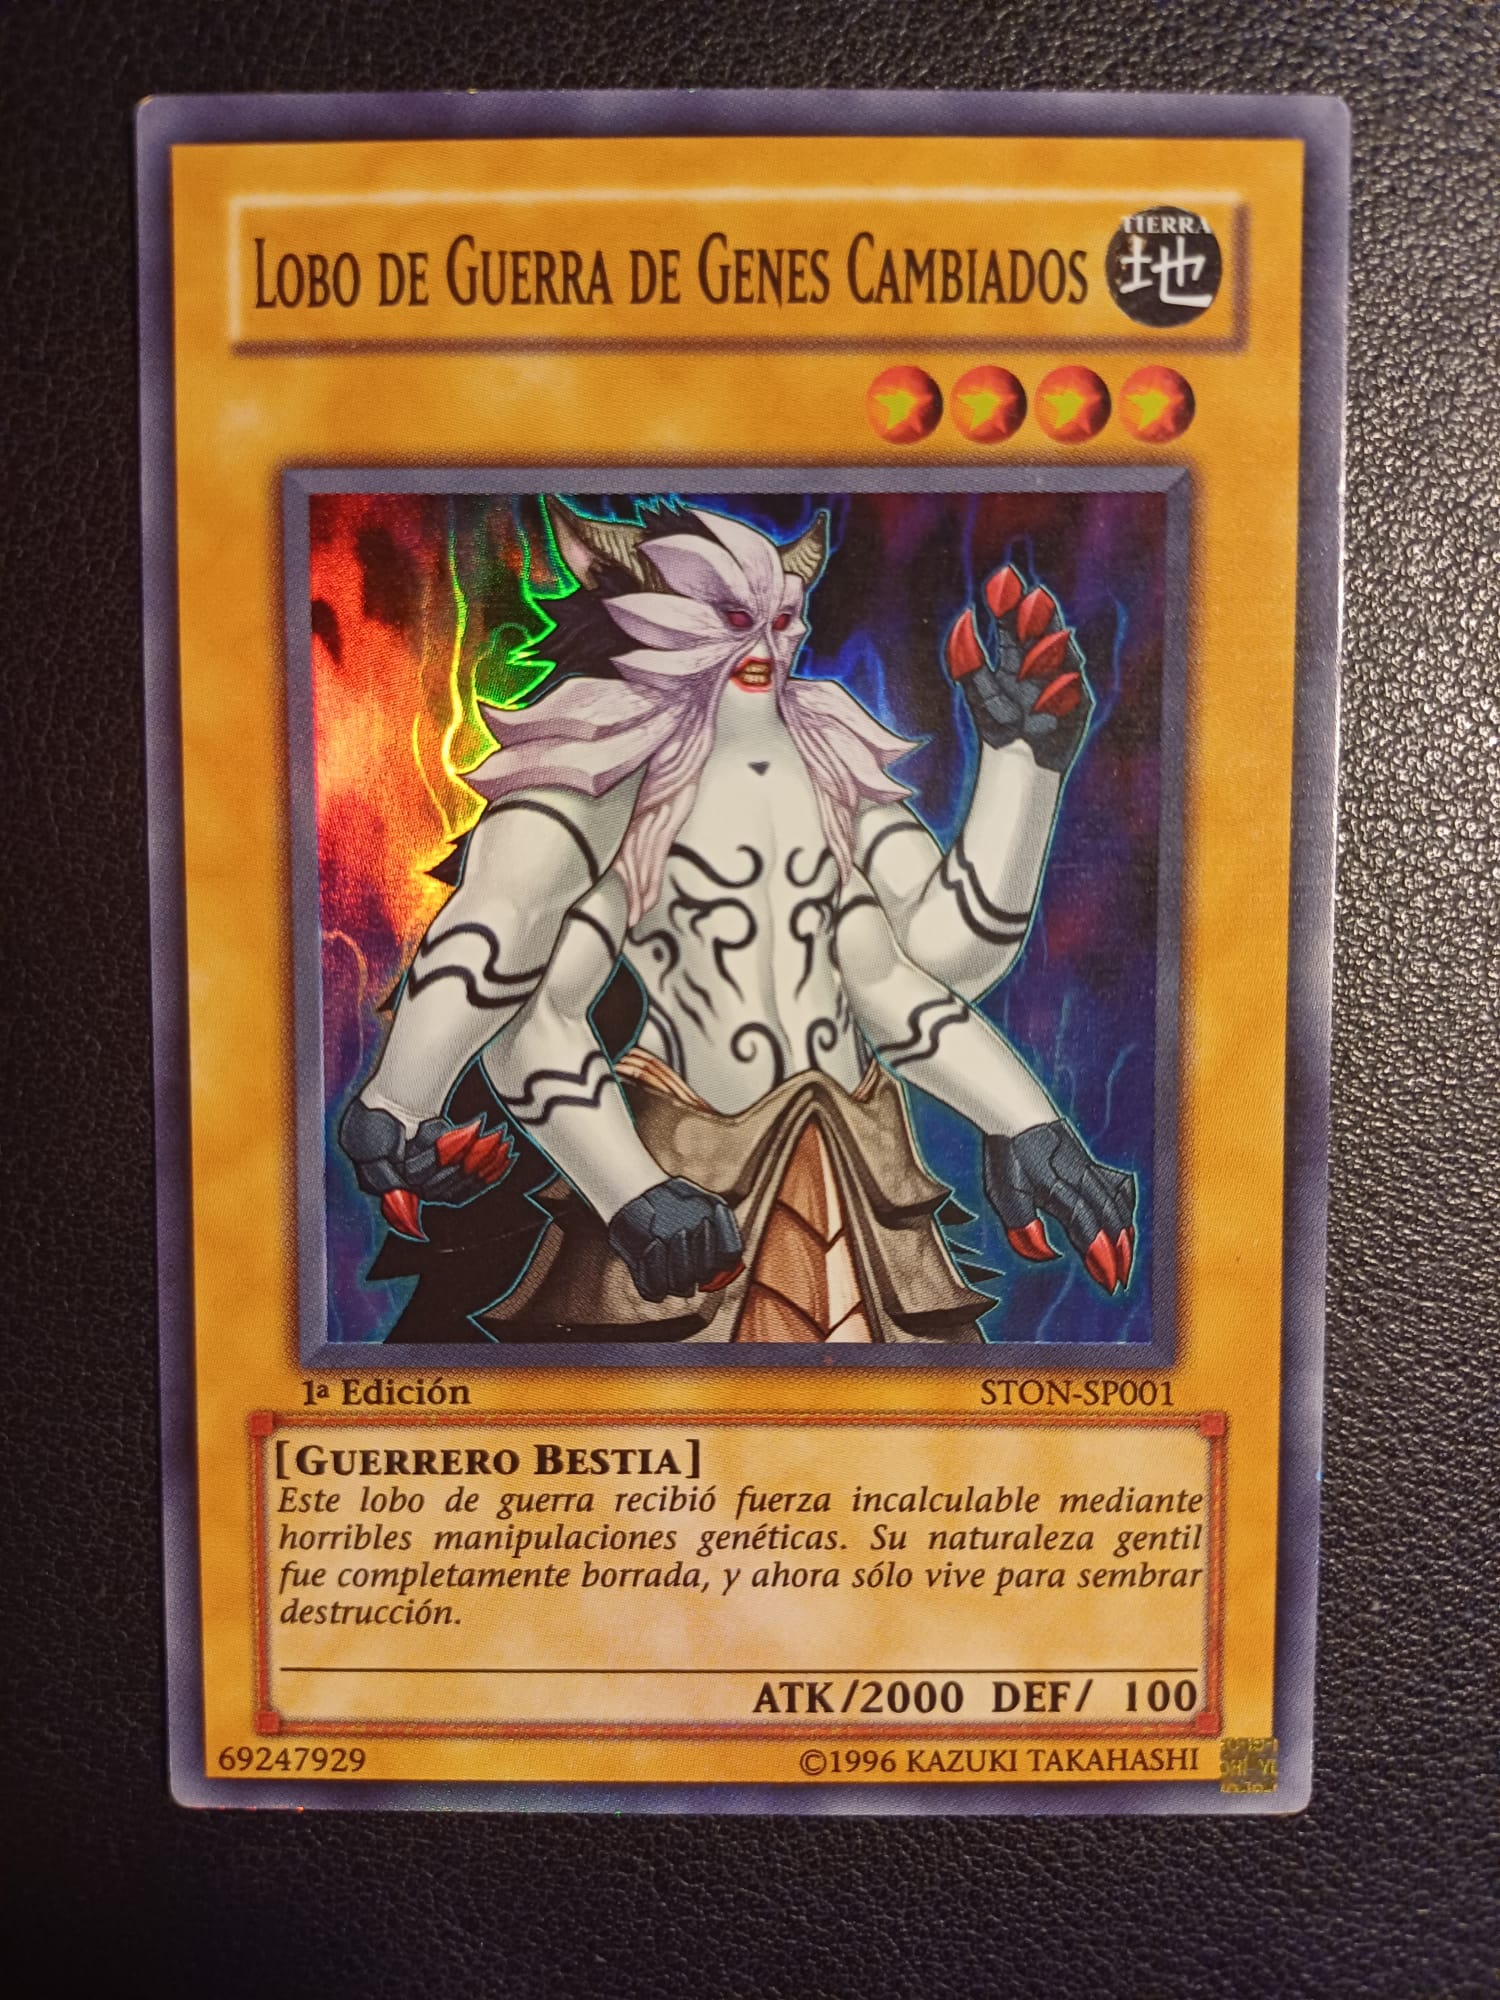 LOBO DE GUERRA DE GENES CAMBIADOS
TIERRA
地
1ª Edición
STON-SP001
[GUERRERO BESTIA]
Este lobo de guerra recibió fuerza incalculable mediante
horribles manipulaciones genéticas. Su naturaleza gentil
fue completamente borrada, y ahora sólo vive para sembrar
destrucción.
ATK/2000 DEF/ 100
69247929
©1996 KAZUKI TAKAHASHI